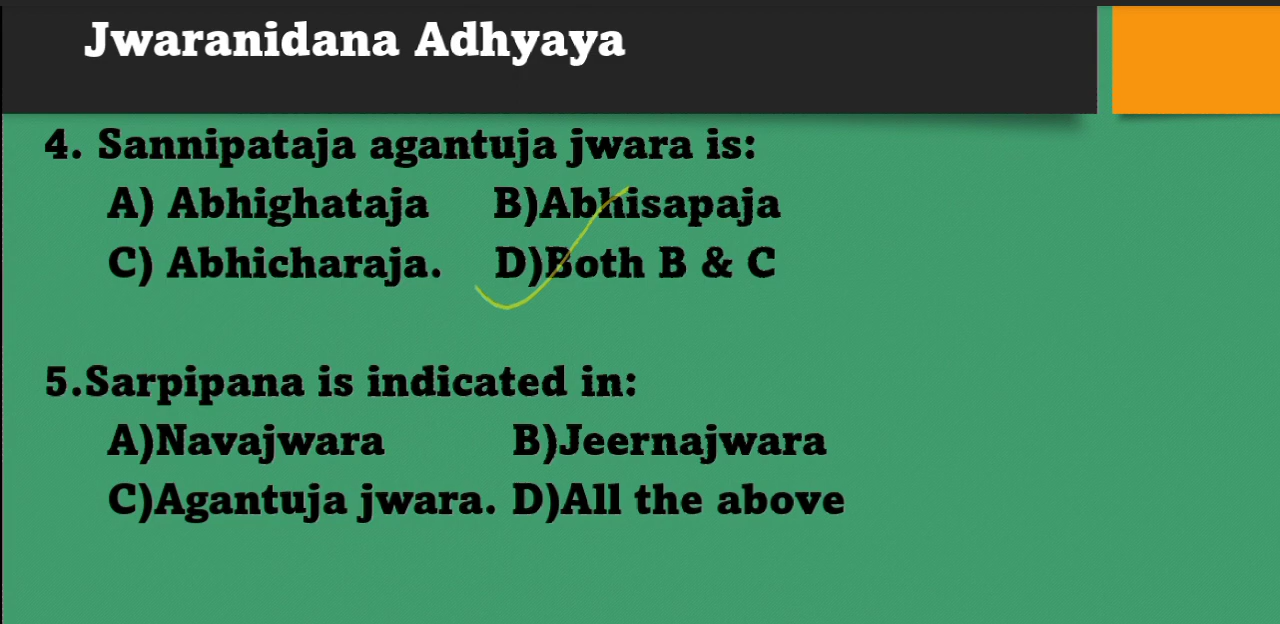 Jwaranidana Adhyaya
4. Sannipataja agantuja jwara is:
A) Abhighataja B)Abhisapaja
C) Abhicharaja. D)Both B & C
5.Sarpipana is indicated in:
A)Navajwara B)Jeernajwara
C)Agantuja jwara. D)All the above